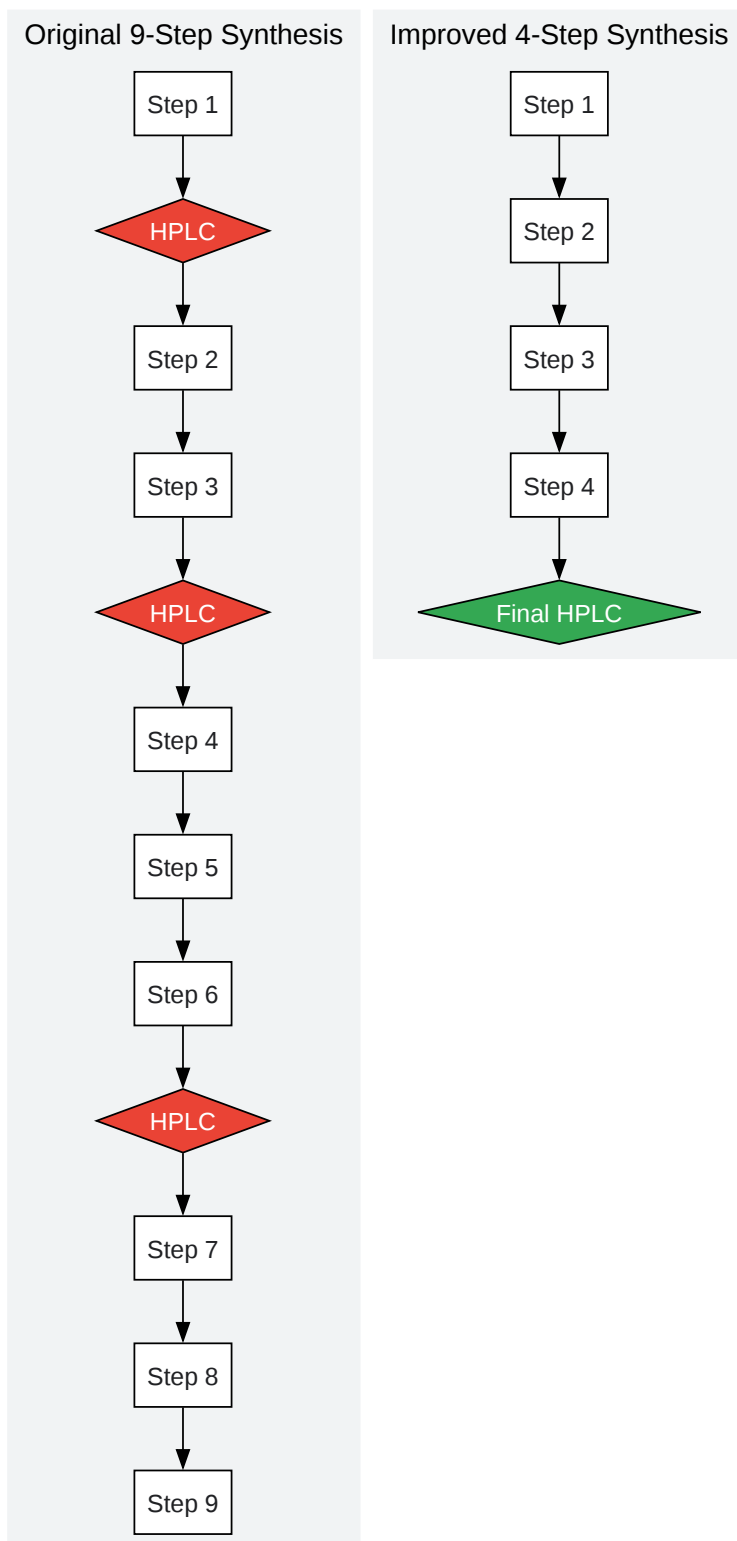 Original 9-Step Synthesis
Step 1
HPLC
Step 2
Step 3
HPLC
Step 4
Step 5
Step 6
HPLC
Step 7
Step 8
Step 9
Improved 4-Step Synthesis
Step 1
Step 2
Step 3
Step 4
Final HPLC